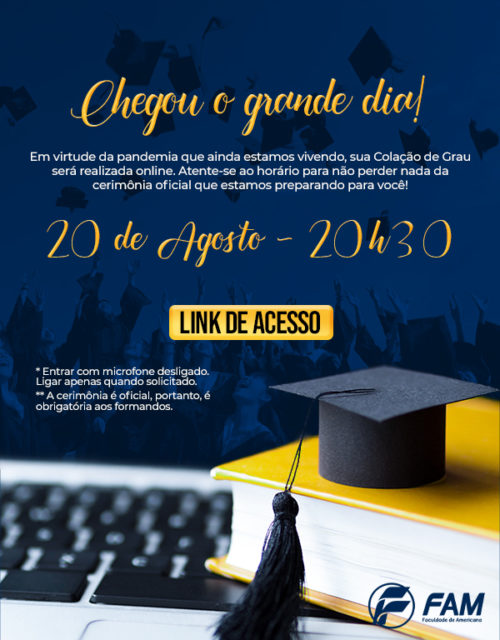 Chegou o grande dia!
Em virtude da pandemia que ainda estamos vivendo, sua Colação de Grau
será realizada online. Atente-se ao horário para não perder nada da
cerimônia oficial que estamos preparando para você!
20 de Agosto - 20h30
LINK DE ACESSO
* Entrar com microfone desligado.
Ligar apenas quando solicitado.
** A cerimônia é oficial, portanto, é
obrigatória aos formandos.
FAM
Faculdade de Americana